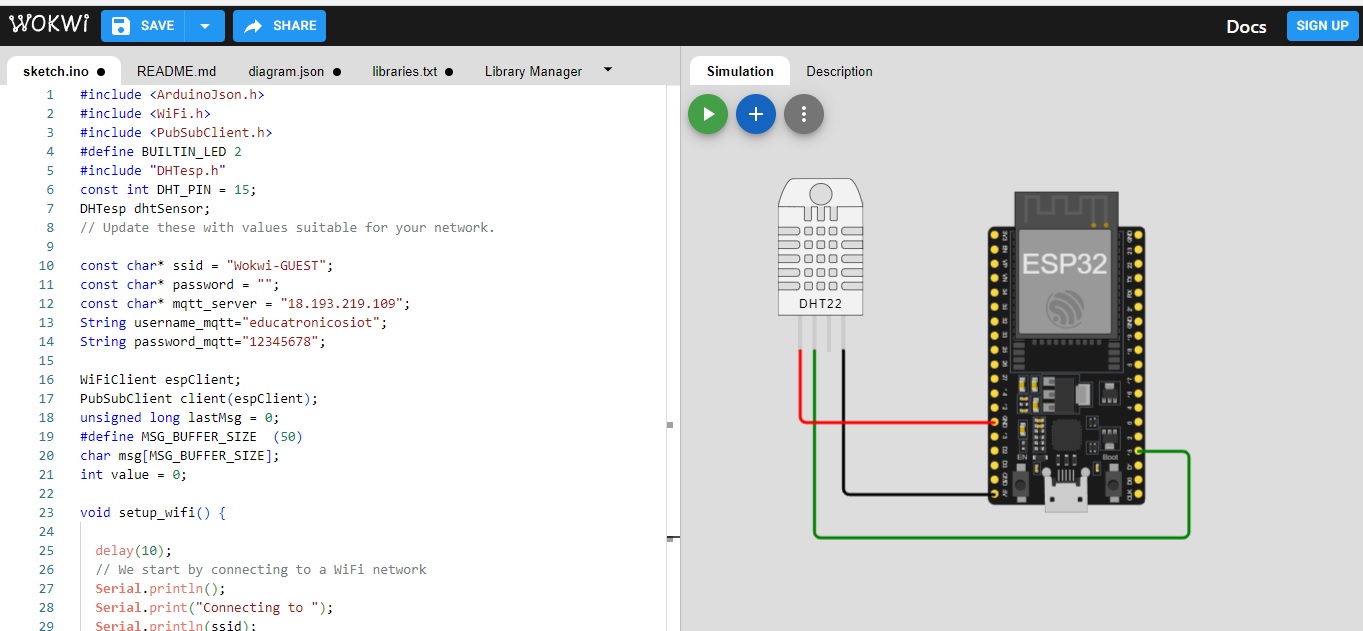 WOKWI SAVE SHARE Docs SIGN UP
sketch.ino ● README.md diagram.json ● libraries.txt ● Library Manager
Simulation Description
1 #include <ArduinoJson.h>
2 #include <WiFi.h>
3 #include <PubSubClient.h>
4 #define BUILTIN_LED 2
5 #include "DHTesp.h"
6 const int DHT_PIN = 15;
7 DHTesp dhtSensor;
8 // Update these with values suitable for your network.
9
10 const char* ssid = "Wokwi-GUEST";
11 const char* password = "";
12 const char* mqtt_server = "18.193.219.109";
13 String username_mqtt="educatronicosiot";
14 String password_mqtt="12345678";
15
16 WiFiClient espClient;
17 PubSubClient client(espClient);
18 unsigned long lastMsg = 0;
19 #define MSG_BUFFER_SIZE  (50)
20 char msg[MSG_BUFFER_SIZE];
21 int value = 0;
22
23 void setup_wifi() {
24
25 delay(10);
26 // We start by connecting to a WiFi network
27 Serial.println();
28 Serial.print("Connecting to ");
29 Serial.println(ssid);
DHT22
ESP32
EN
Boot